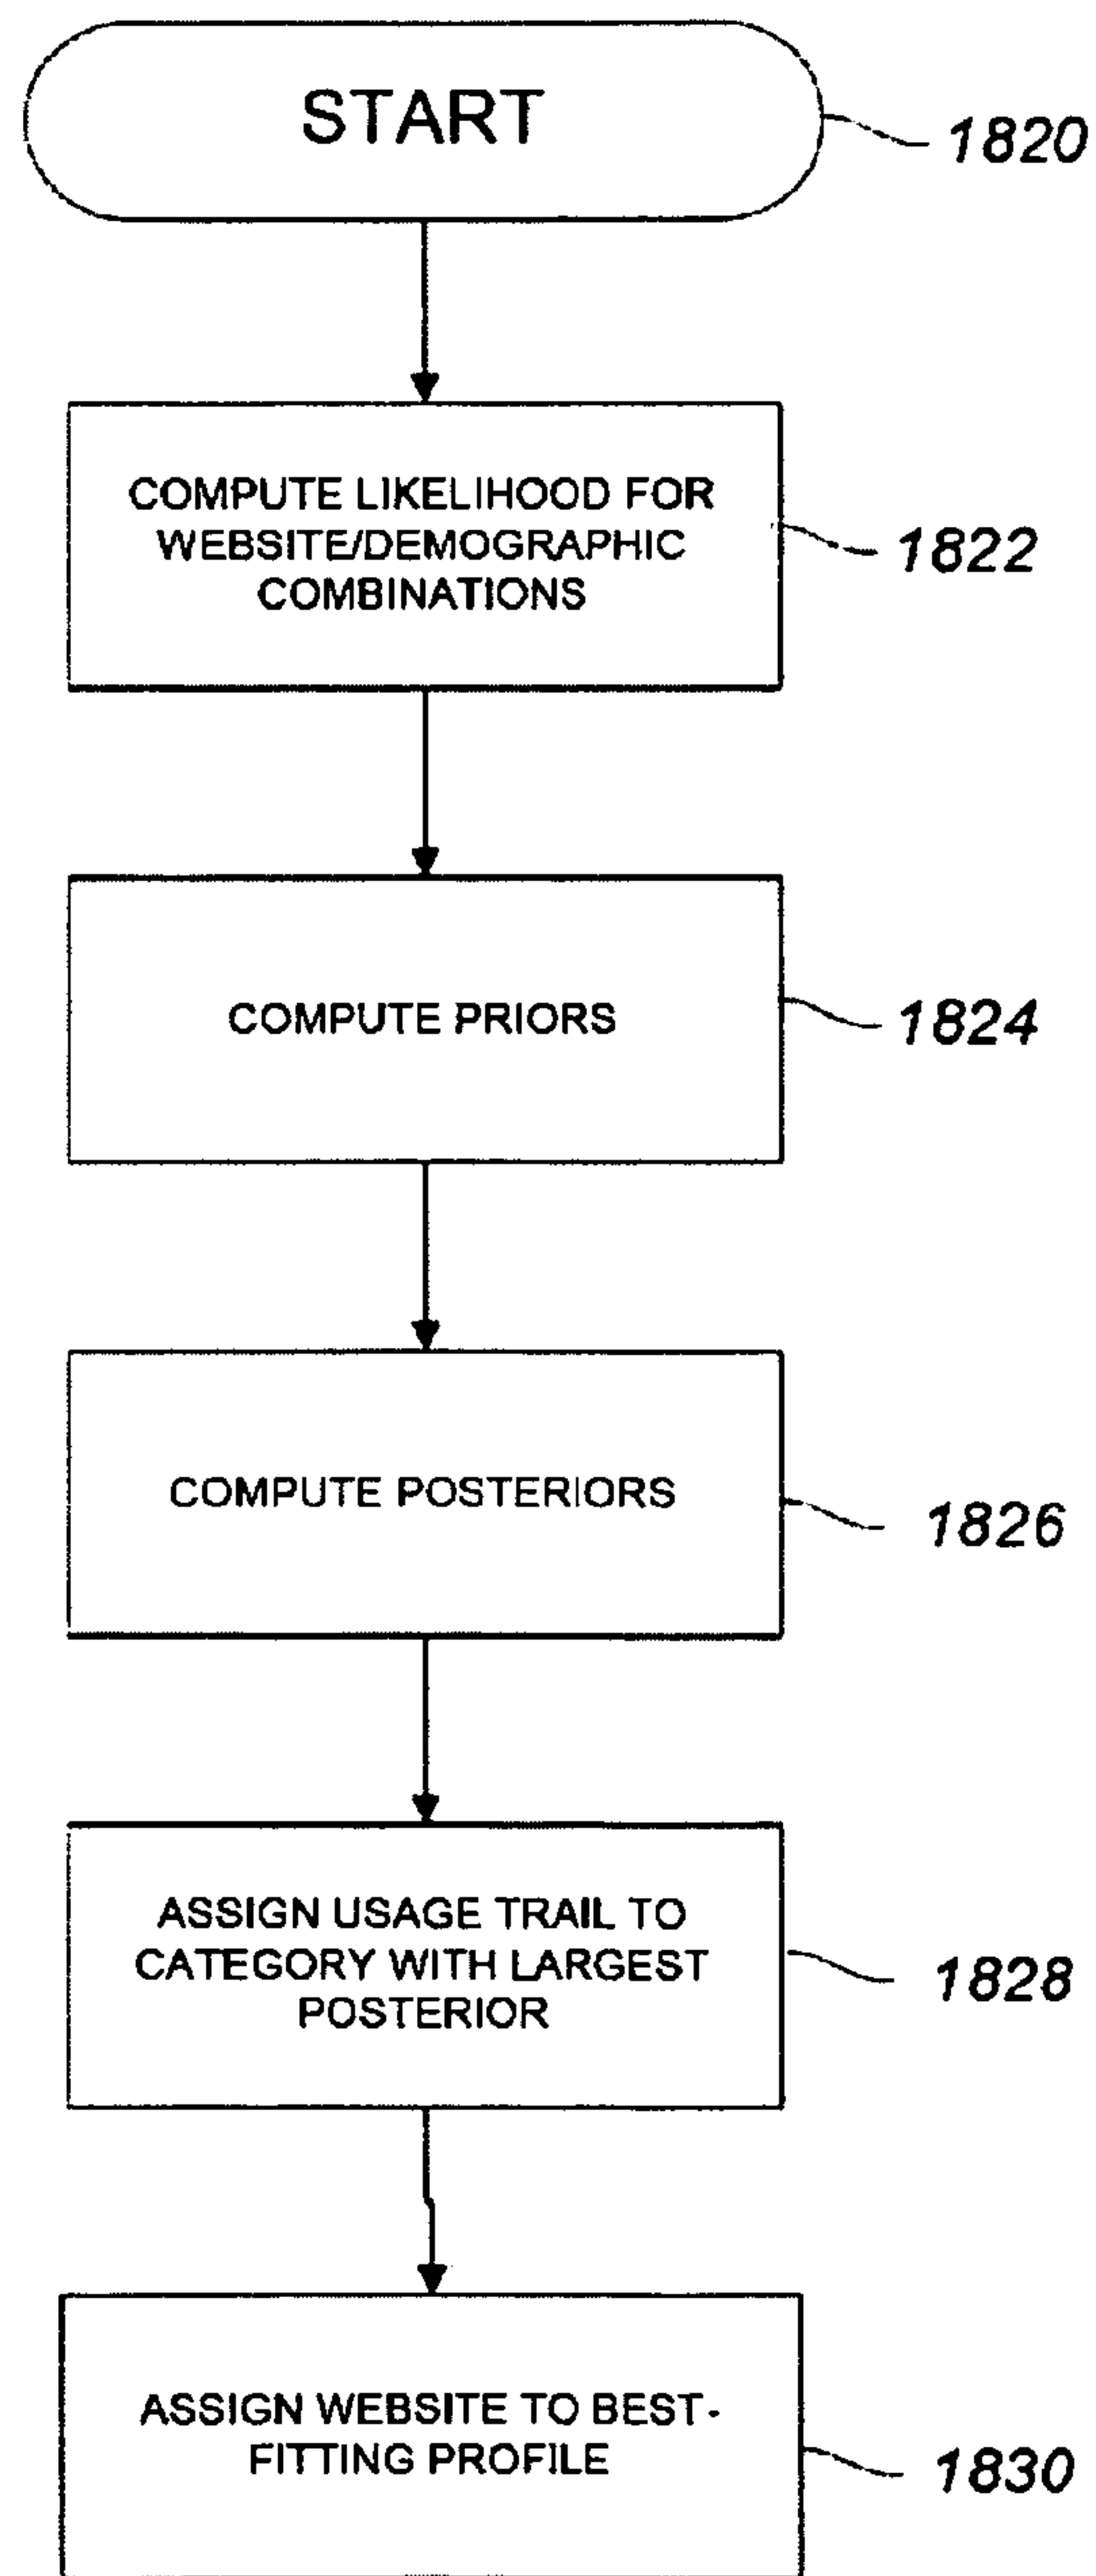 START
1820
COMPUTE LIKELIHOOD FOR
WEBSITE/DEMOGRAPHIC
COMBINATIONS
1822
COMPUTE PRIORS
1824
COMPUTE POSTERIORS
1826
ASSIGN USAGE TRAIL TO
CATEGORY WITH LARGEST
POSTERIOR
1828
ASSIGN WEBSITE TO BEST-
FITTING PROFILE
1830